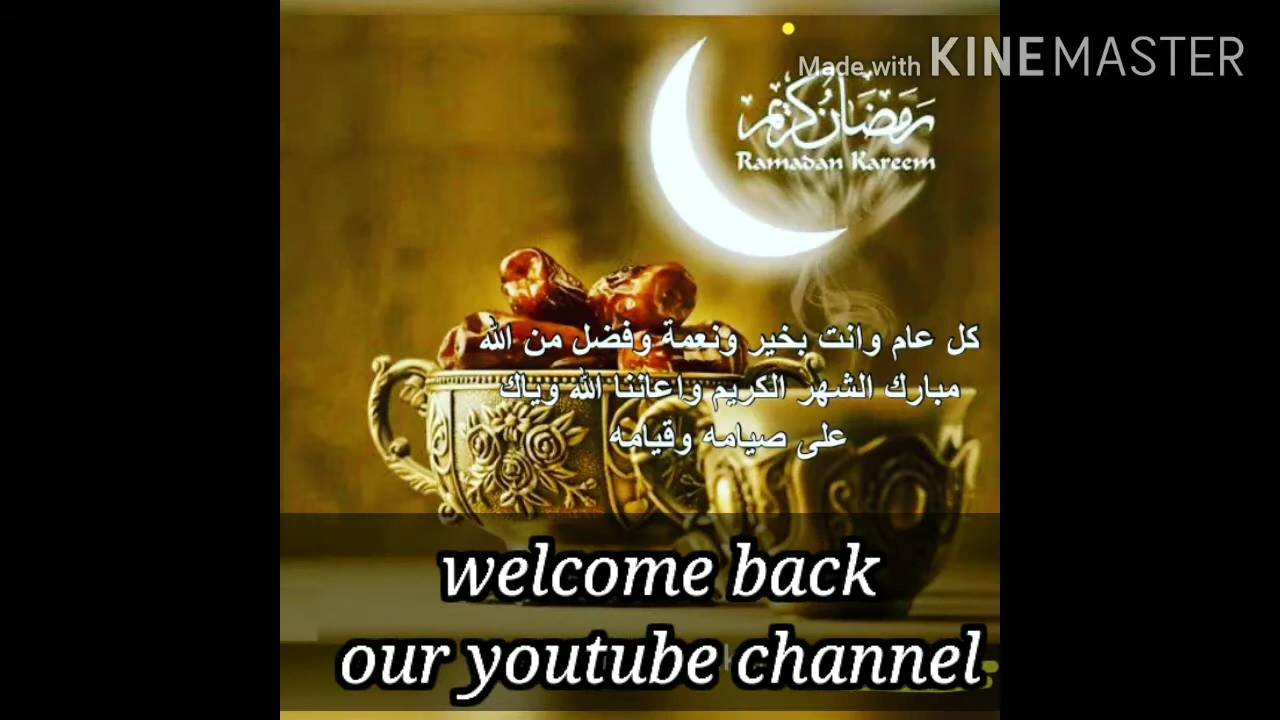 Made with KINEMASTER
رمضان كريم
Ramadan Kareem
كل عام وانت بخير ونعمة وفضل من الله
مبارك الشهر الكريم واعاننا الله وياك
على صيامه وقيامه
welcome back
our youtube channel